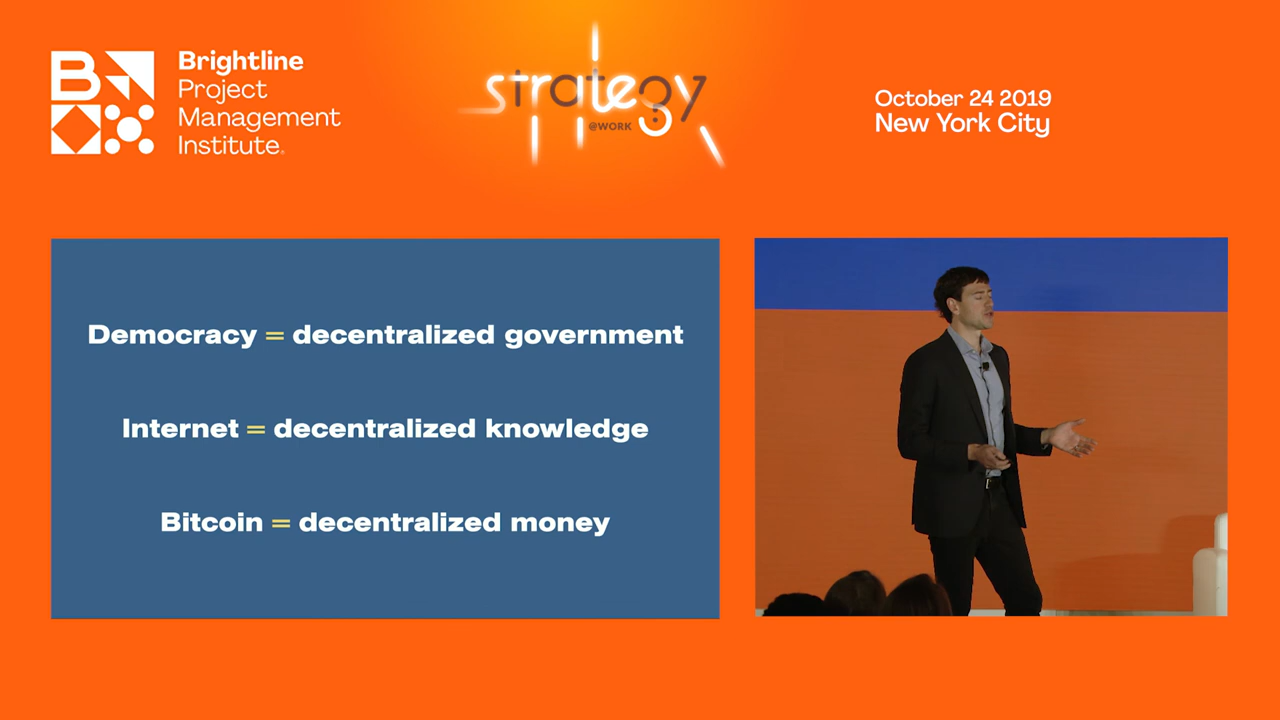 Brightline
Project
Management
Institute.
strategy
@WORK
October 24 2019
New York City
Democracy = decentralized government
Internet = decentralized knowledge
Bitcoin = decentralized money